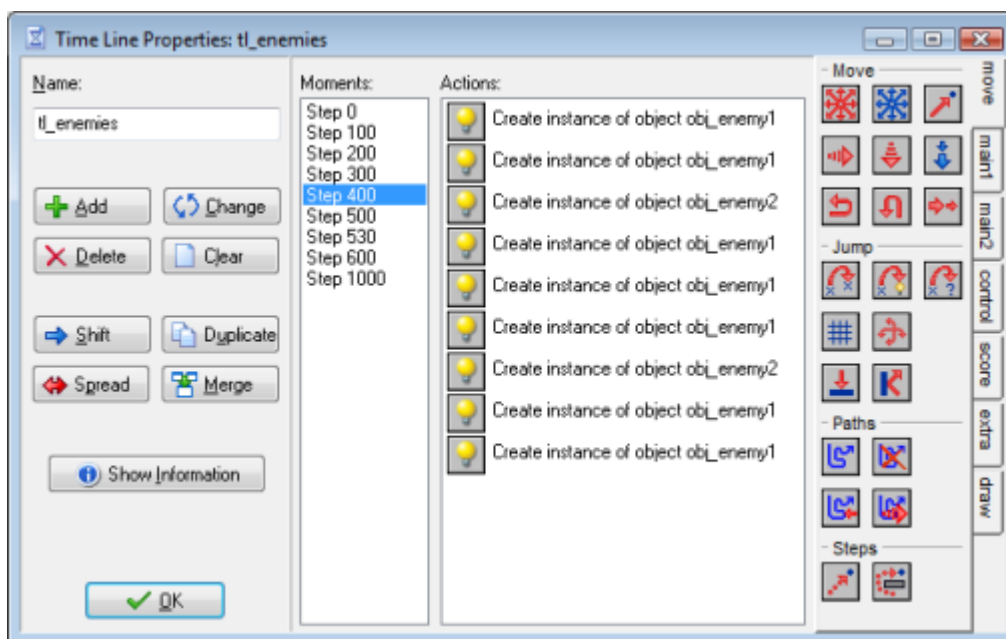 Time Line Properties: tl_enemies
Name:
tl_enemies
Add
Change
Delete
Clear
Shift
Duplicate
Spread
Merge
Show Information
OK
Moments:
Step 0
Step 100
Step 200
Step 300
Step 400
Step 500
Step 530
Step 600
Step 1000
Actions:
Create instance of object obj_enemy1
Create instance of object obj_enemy1
Create instance of object obj_enemy2
Create instance of object obj_enemy1
Create instance of object obj_enemy1
Create instance of object obj_enemy1
Create instance of object obj_enemy2
Create instance of object obj_enemy1
Create instance of object obj_enemy1
Move
Jump
Paths
Steps
move
main1
main2
control
score
extra
draw